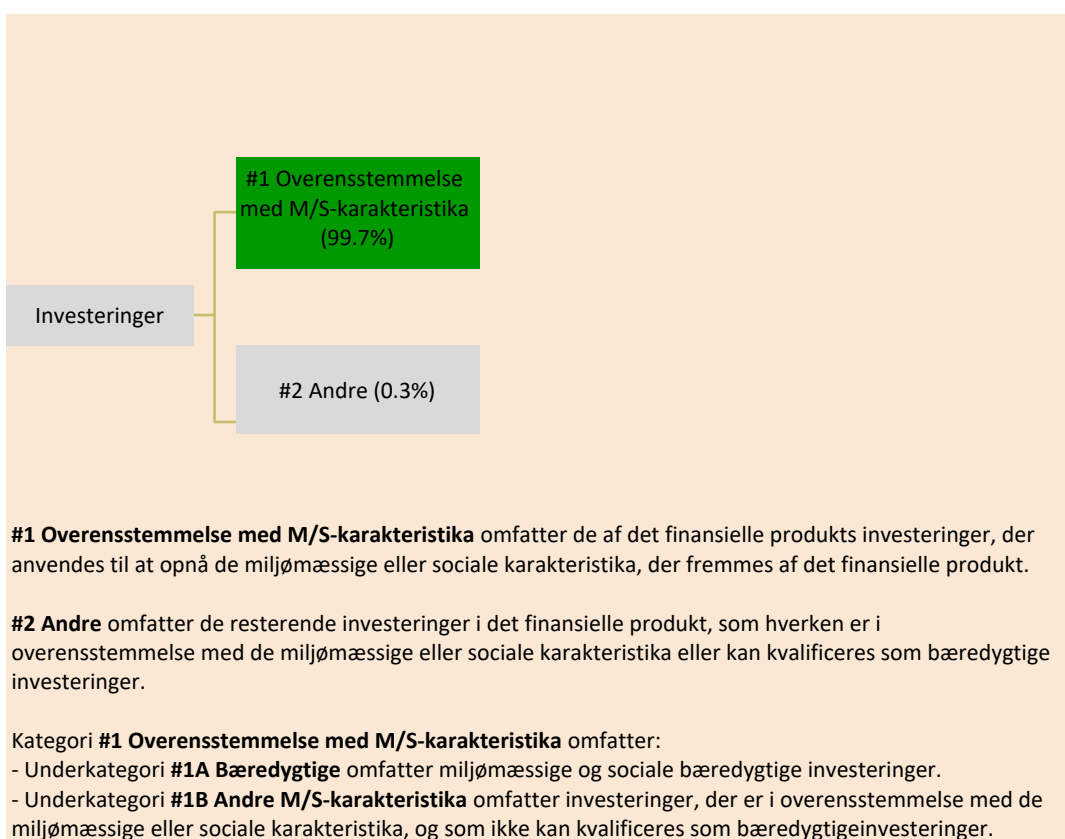 #1 Overensstemmelse
med M/S-karakteristika
(99.7%)
Investeringer
#2 Andre (0.3%)
#1 Overensstemmelse med M/S-karakteristika omfatter de af det finansielle produkts investeringer, der
anvendes til at opnå de miljømæssige eller sociale karakteristika, der fremmes af det finansielle produkt.
#2 Andre omfatter de resterende investeringer i det finansielle produkt, som hverken er i
overensstemmelse med de miljømæssige eller sociale karakteristika eller kan kvalificeres som bæredygtige
investeringer.
Kategori #1 Overensstemmelse med M/S-karakteristika omfatter:
- Underkategori #1A Bæredygtige omfatter miljømæssige og sociale bæredygtige investeringer.
- Underkategori #1B Andre M/S-karakteristika omfatter investeringer, der er i overensstemmelse med de
miljømæssige eller sociale karakteristika, og som ikke kan kvalificeres som bæredygtigeinvesteringer.